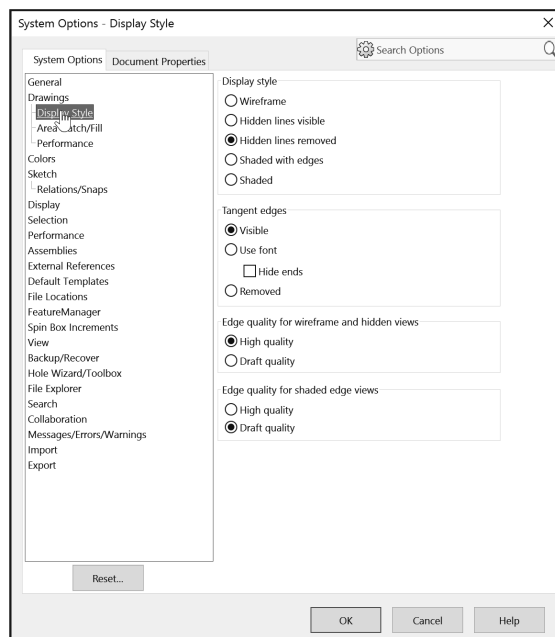 System Options - Display Style
Search Options
System Options
Document Properties
General
Drawings
Display Style
Area Hatch/Fill
Performance
Colors
Sketch
Relations/Snaps
Display
Selection
Performance
Assemblies
External References
Default Templates
File Locations
FeatureManager
Spin Box Increments
View
Backup/Recover
Hole Wizard/Toolbox
File Explorer
Search
Collaboration
Messages/Errors/Warnings
Import
Export
Reset...
Display style
Wireframe
Hidden lines visible
Hidden lines removed
Shaded with edges
Shaded
Tangent edges
Visible
Use font
Hide ends
Removed
Edge quality for wireframe and hidden views
High quality
Draft quality
Edge quality for shaded edge views
High quality
Draft quality
OK
Cancel
Help